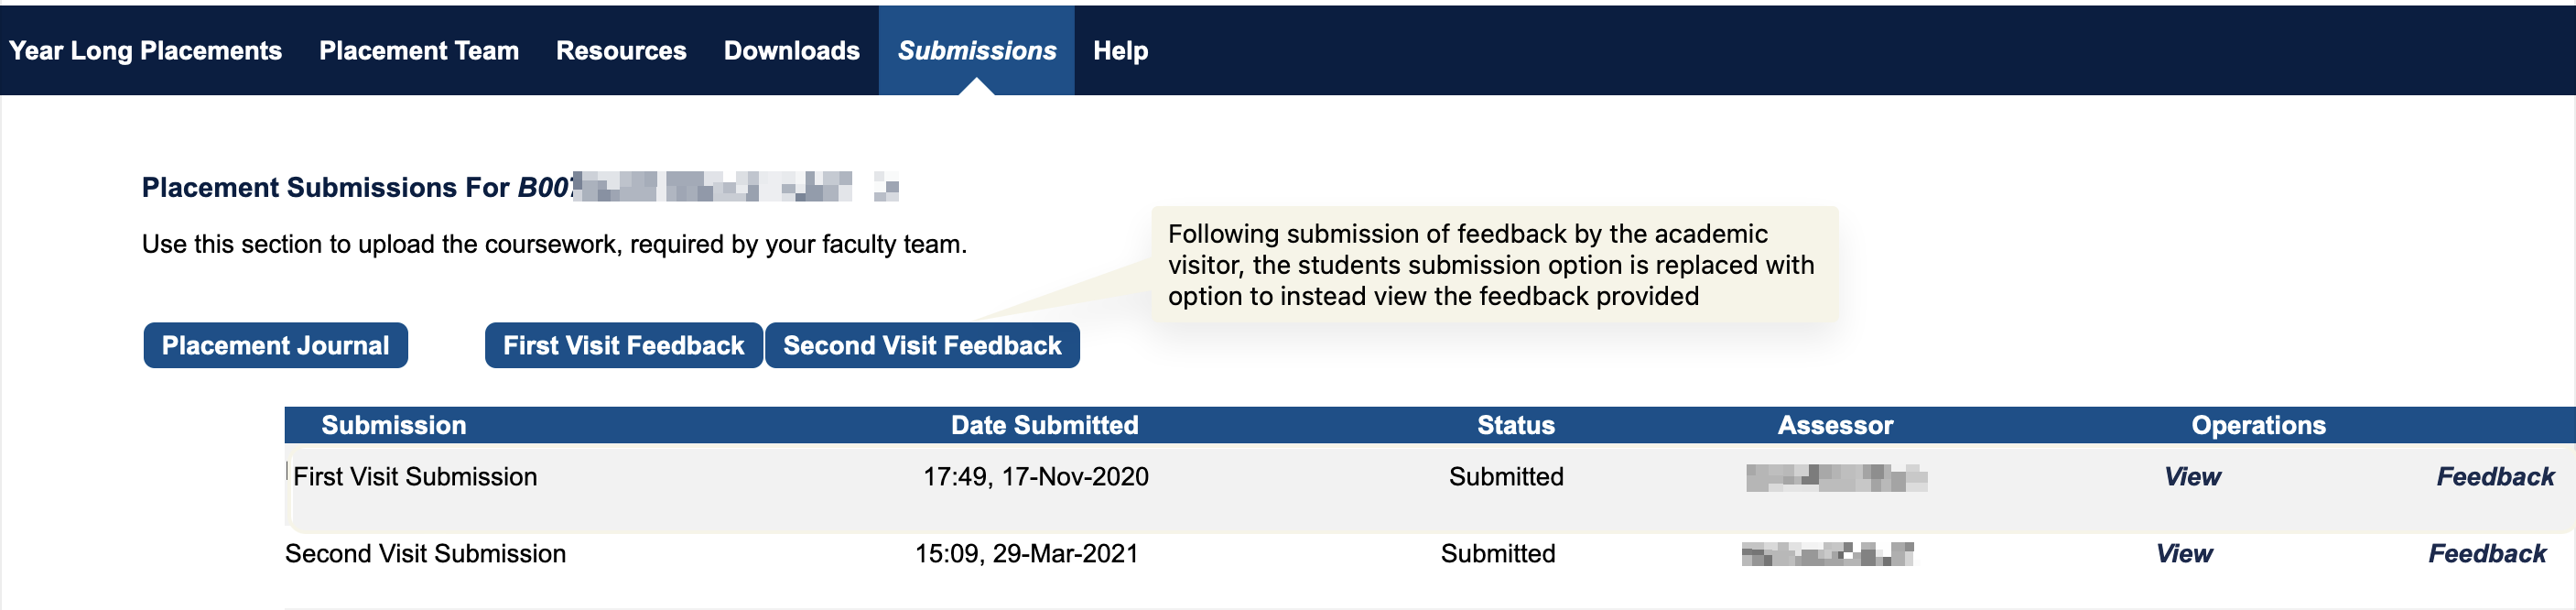 Year Long Placements Placement Team Resources Downloads Submissions Help
Placement Submissions For B007
Use this section to upload the coursework, required by your faculty team.
Following submission of feedback by the academic
visitor, the students submission option is replaced with
option to instead view the feedback provided
Placement Journal First Visit Feedback Second Visit Feedback
Submission Date Submitted Status Assessor Operations
First Visit Submission 17:49, 17-Nov-2020 Submitted View Feedback
Second Visit Submission 15:09, 29-Mar-2021 Submitted View Feedback